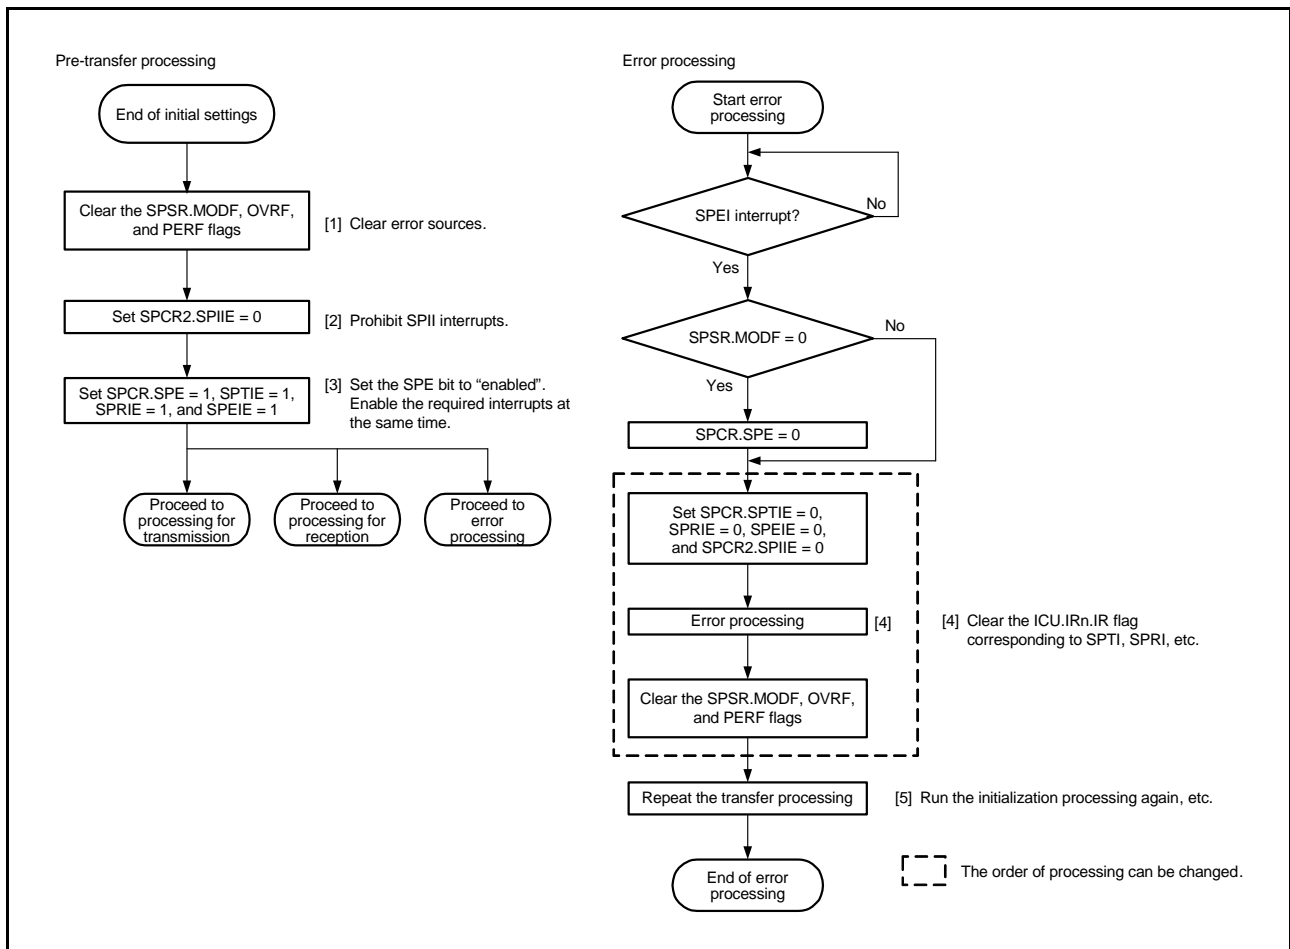 Pre-transfer processing
End of initial settings
Clear the SPSR.MODF, OVRF,
and PERF flags
[1] Clear error sources.
Set SPCR2.SPIIE = 0
[2] Prohibit SPII interrupts.
Set SPCR.SPE = 1, SPTIE = 1,
SPRIE = 1, and SPEIE = 1
[3] Set the SPE bit to “enabled”.
Enable the required interrupts at
the same time.
Proceed to
processing for
transmission
Proceed to
processing for
reception
Proceed to
error
processing
Error processing
Start error
processing
SPEI interrupt?
No
Yes
SPSR.MODF = 0
No
Yes
SPCR.SPE = 0
Set SPCR.SPTIE = 0,
SPRIE = 0, SPEIE = 0,
and SPCR2.SPIIE = 0
Error processing
[4]
[4] Clear the ICU.IRn.IR flag
corresponding to SPTI, SPRI, etc.
Clear the SPSR.MODF, OVRF,
and PERF flags
Repeat the transfer processing
[5] Run the initialization processing again, etc.
End of error
processing
The order of processing can be changed.